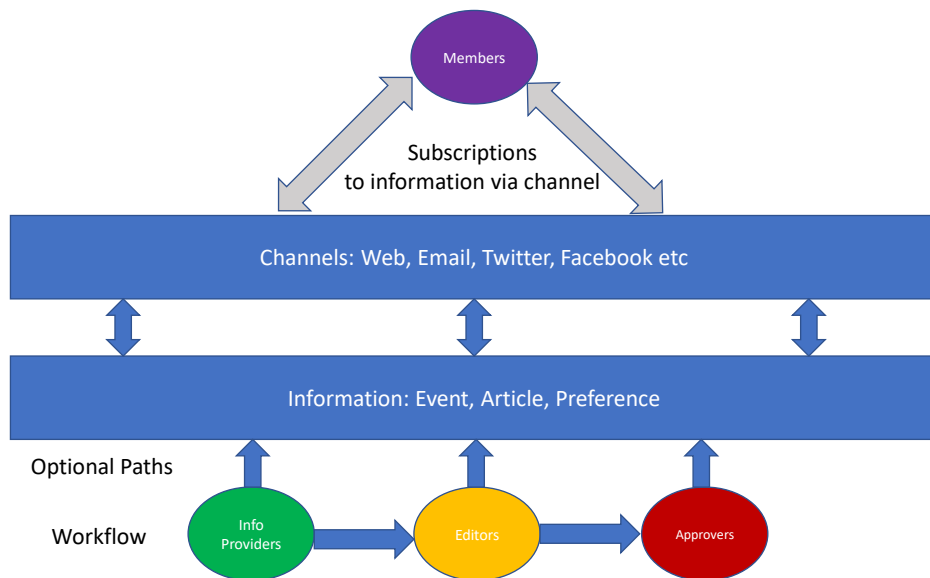 Members
Subscriptions
to information via channel
Channels: Web, Email, Twitter, Facebook etc
Information: Event, Article, Preference
Optional Paths
Workflow
Info
Providers
Editors
Approvers